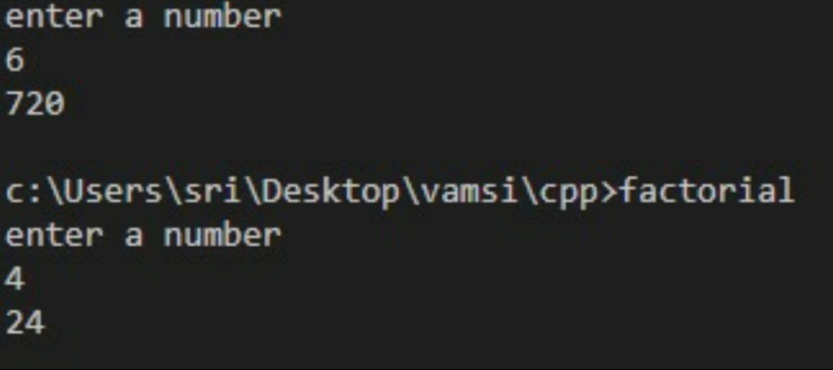 enter a number
6
720
c:\Users\sri\Desktop\vamsi\cpp>factorial
enter a number
4
24